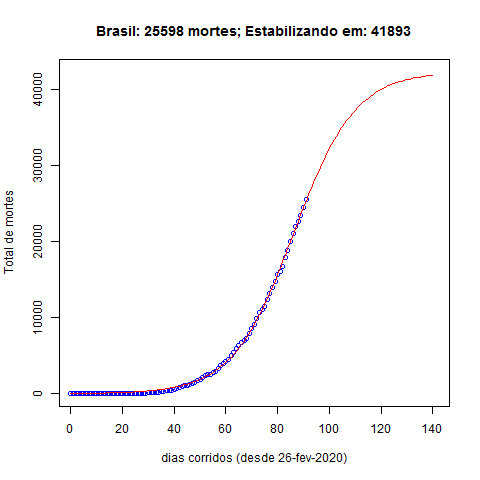 Brasil: 25598 mortes; Estabilizando em: 41893
Total de mortes
40000
30000
20000
10000
0
0 20 40 60 80 100 120 140
dias corridos (desde 26-fev-2020)